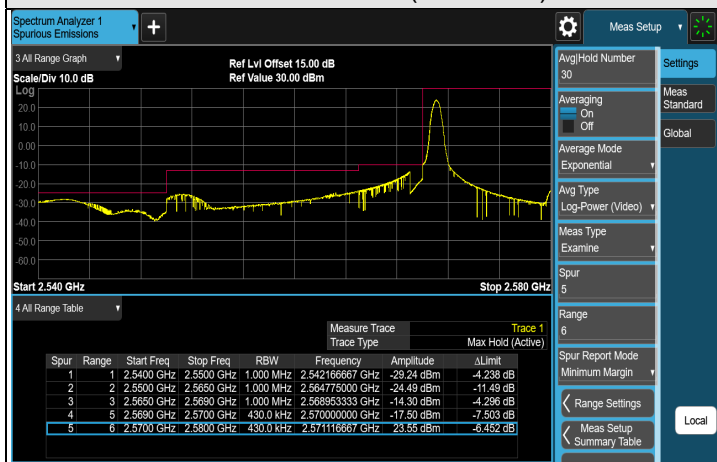 Spectrum Analyzer 1
Spurious Emissions
+
Meas Setup
3 All Range Graph
Ref Lvl Offset 15.00 dB
Scale/Div 10.0 dB
Ref Value 30.00 dBm
Log
20.0
10.0
0.00
-10.0
-20.0
-30.0
-40.0
-50.0
-60.0
Start 2.540 GHz
Stop 2.580 GHz
4 All Range Table
Measure Trace Trace 1
Trace Type Max Hold (Active)
Spur Range Start Freq Stop Freq RBW Frequency Amplitude ΔLimit
1 1 2.5400 GHz 2.5500 GHz 1.000 MHz 2.542166667 GHz -29.24 dBm -4.238 dB
2 2 2.5500 GHz 2.5650 GHz 1.000 MHz 2.564775000 GHz -24.49 dBm -11.49 dB
3 3 2.5650 GHz 2.5690 GHz 1.000 MHz 2.568953333 GHz -14.30 dBm -4.296 dB
4 5 2.5690 GHz 2.5700 GHz 430.0 kHz 2.570000000 GHz -17.50 dBm -7.503 dB
5 6 2.5700 GHz 2.5800 GHz 430.0 kHz 2.571116667 GHz 23.55 dBm -6.452 dB
Avg|Hold Number
30
Averaging
On
Off
Average Mode
Exponential
Avg Type
Log-Power (Video)
Meas Type
Examine
Spur
5
Range
6
Spur Report Mode
Minimum Margin
Range Settings
Meas Setup
Summary Table
Settings
Meas
Standard
Global
Local